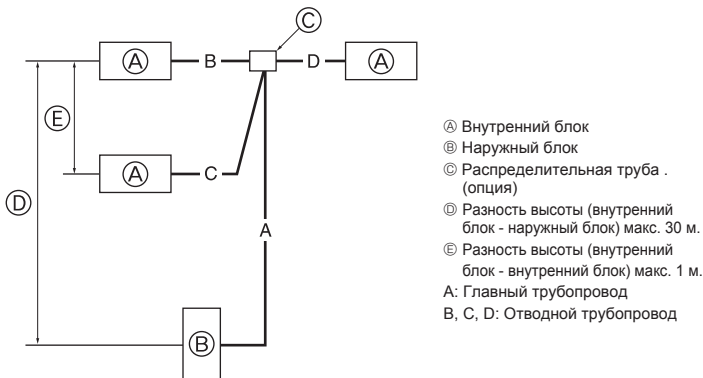 Ⓒ
Ⓐ B D Ⓐ
Ⓔ
Ⓐ C
Ⓓ
A
Ⓑ
Ⓐ Внутренний блок
Ⓑ Наружный блок
Ⓒ Распределительная труба .
(опция)
Ⓓ Разность высоты (внутренний
блок - наружный блок) макс. 30 м.
Ⓔ Разность высоты (внутренний
блок - внутренний блок) макс. 1 м.
A: Главный трубопровод
B, C, D: Отводной трубопровод